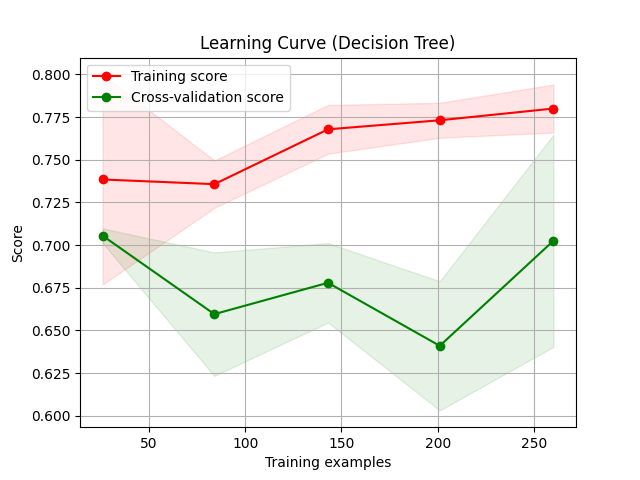 Learning Curve (Decision Tree)
Training score
Cross-validation score
0.800
0.775
0.750
0.725
0.700
0.675
0.650
0.625
0.600
Score
50 100 150 200 250
Training examples